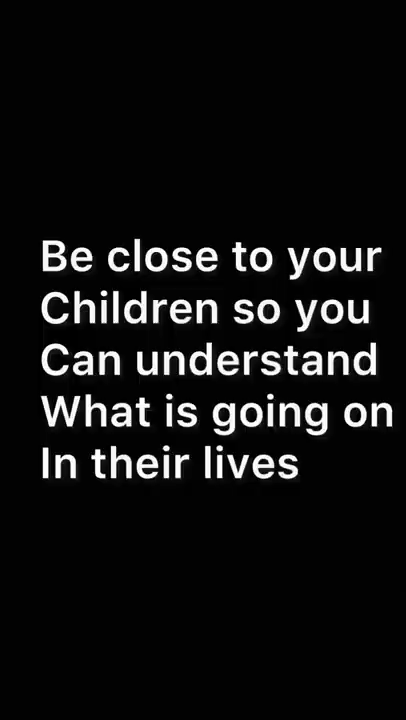 Be close to your
Children so you
Can understand
What is going on
In their lives